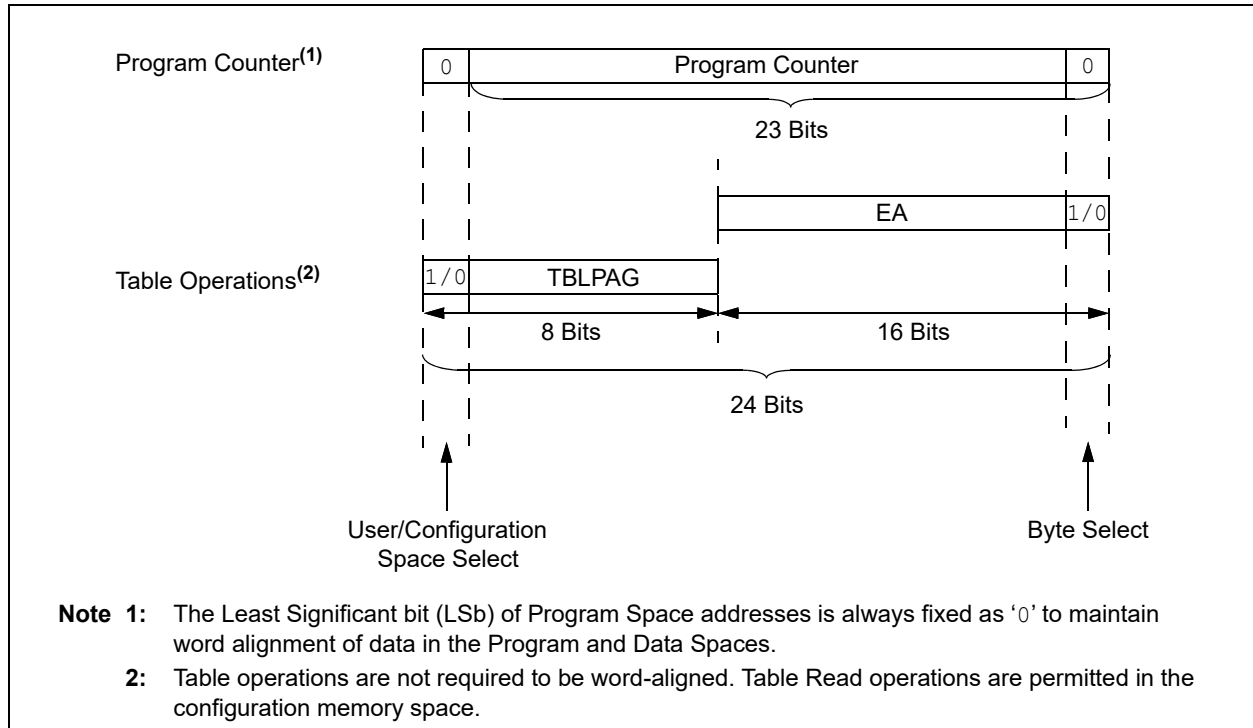 Program Counter(1)
0
Program Counter
0
23 Bits
EA
1/0
Table Operations(2)
1/0
TBLPAG
8 Bits
16 Bits
24 Bits
User/Configuration
Space Select
Byte Select
Note 1: The Least Significant bit (LSb) of Program Space addresses is always fixed as ‘0’ to maintain
word alignment of data in the Program and Data Spaces.
2: Table operations are not required to be word-aligned. Table Read operations are permitted in the
configuration memory space.